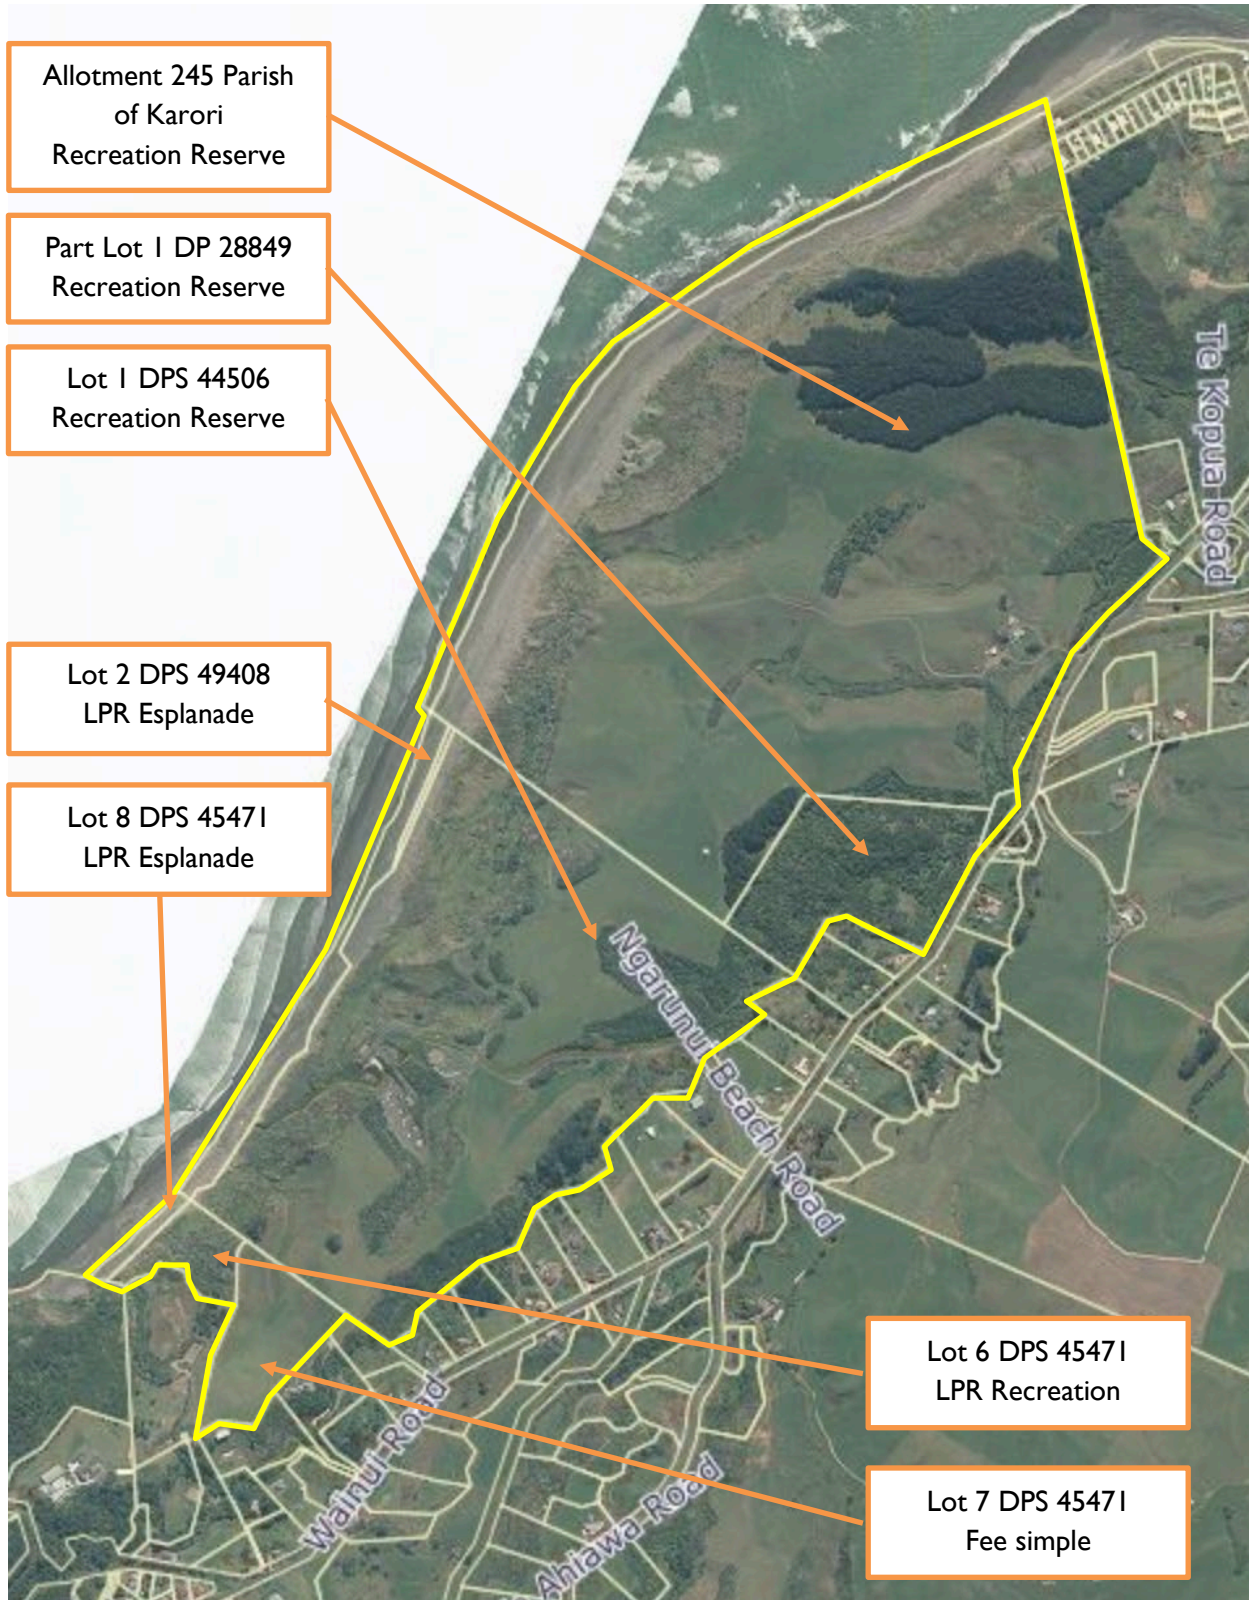 Allotment 245 Parish
of Karori
Recreation Reserve
Part Lot 1 DP 28849
Recreation Reserve
Lot 1 DPS 44506
Recreation Reserve
Te Kopua Road
Lot 2 DPS 49408
LPR Esplanade
Lot 8 DPS 45471
LPR Esplanade
Ngarunui Beach Road
Lot 6 DPS 45471
LPR Recreation
Wainui Road
Lot 7 DPS 45471
Fee simple
Ahiawa Road